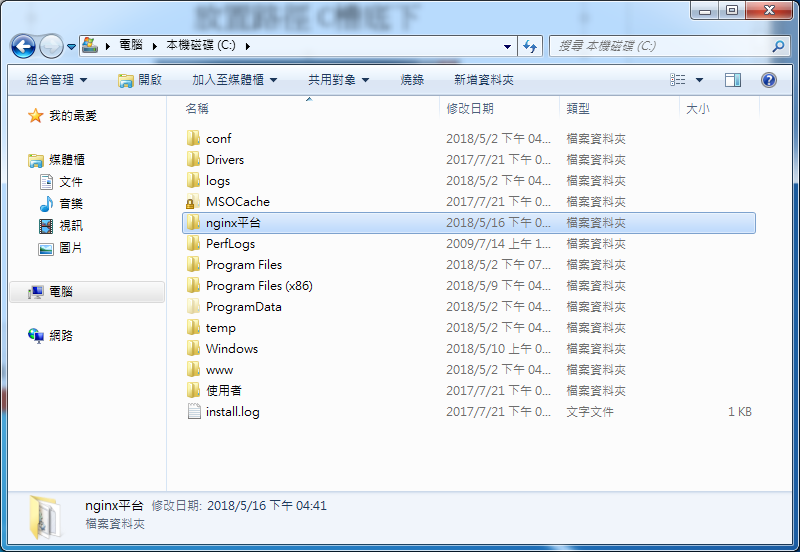 放置路徑 C槽底下
電腦 本機磁碟 (C:)
搜尋 本機磁碟 (C:)
組合管理 開啟 加入至媒體櫃 共用對象 燒錄 新增資料夾
我的最愛
媒體櫃
文件
音樂
視訊
圖片
電腦
網路
名稱 修改日期 類型 大小
conf 2018/5/2 下午 04... 檔案資料夾
Drivers 2017/7/21 下午 0... 檔案資料夾
logs 2018/5/2 下午 04... 檔案資料夾
MSOCache 2017/7/21 下午 0... 檔案資料夾
nginx平台 2018/5/16 下午 0... 檔案資料夾
PerfLogs 2009/7/14 上午 1... 檔案資料夾
Program Files 2018/5/2 下午 07... 檔案資料夾
Program Files (x86) 2018/5/9 下午 04... 檔案資料夾
ProgramData 2018/5/2 下午 04... 檔案資料夾
temp 2018/5/2 下午 04... 檔案資料夾
Windows 2018/5/10 上午 0... 檔案資料夾
www 2018/5/2 下午 04... 檔案資料夾
使用者 2017/7/21 下午 0... 檔案資料夾
install.log 2017/7/21 下午 0... 文字文件 1 KB
nginx平台 修改日期: 2018/5/16 下午 04:41
檔案資料夾